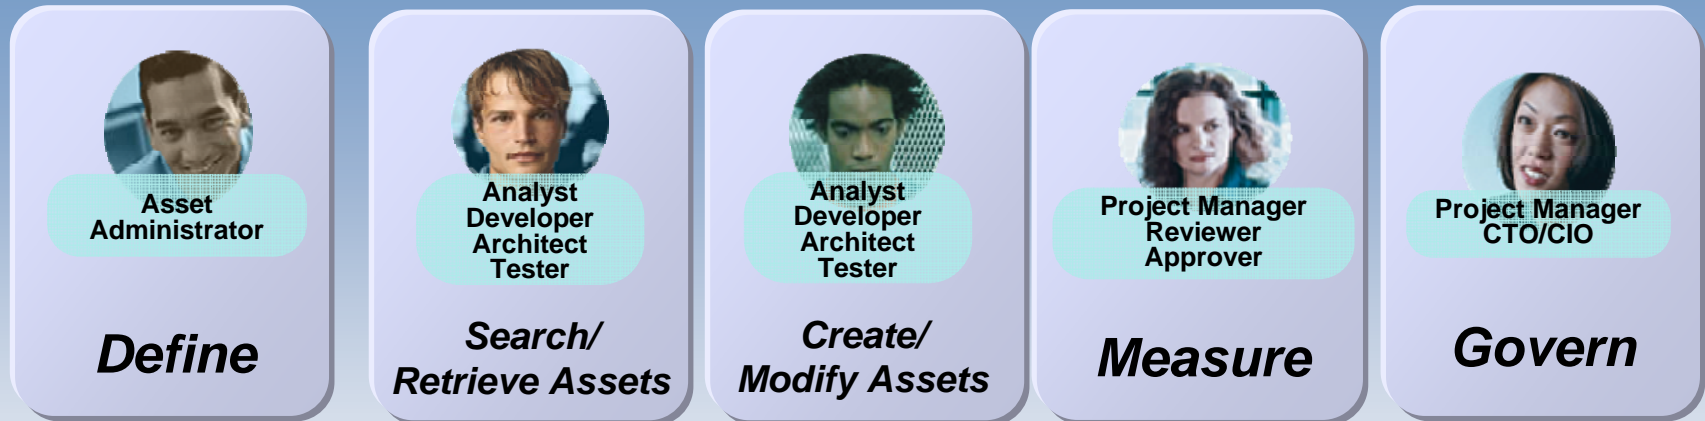 Asset
Administrator
Define
Analyst
Developer
Architect
Tester
Search/
Retrieve Assets
Analyst
Developer
Architect
Tester
Create/
Modify Assets
Project Manager
Reviewer
Approver
Measure
Project Manager
CTO/CIO
Govern